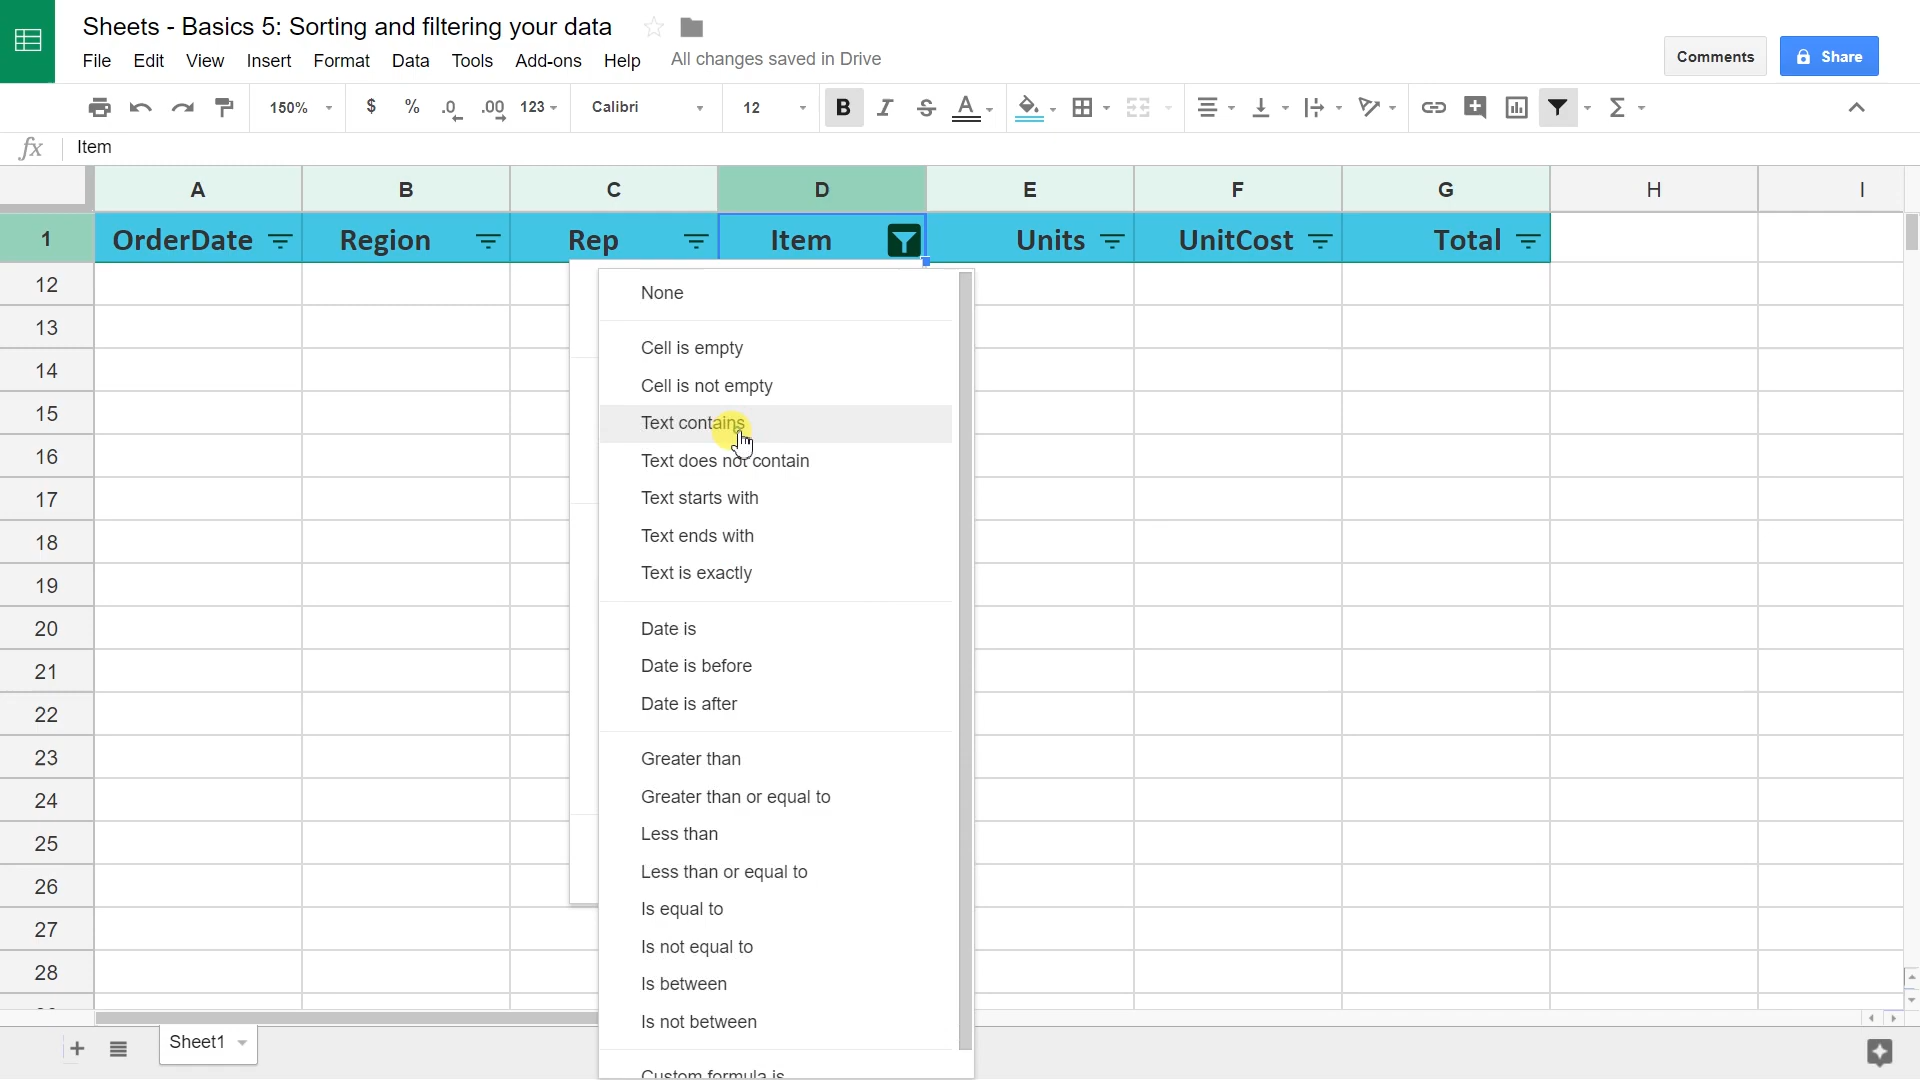 Sheets - Basics 5: Sorting and filtering your data
File Edit View Insert Format Data Tools Add-ons Help All changes saved in Drive
Comments Share
150% $ % .0 .00 123 Calibri 12 B I S A Σ
fx Item
A B C D E F G H I
1 OrderDate Region Rep Item Units UnitCost Total
12
13
14
15
16
17
18
19
20
21
22
23
24
25
26
27
28
None
Cell is empty
Cell is not empty
Text contains
Text does not contain
Text starts with
Text ends with
Text is exactly
Date is
Date is before
Date is after
Greater than
Greater than or equal to
Less than
Less than or equal to
Is equal to
Is not equal to
Is between
Is not between
Custom formula is
Sheet1